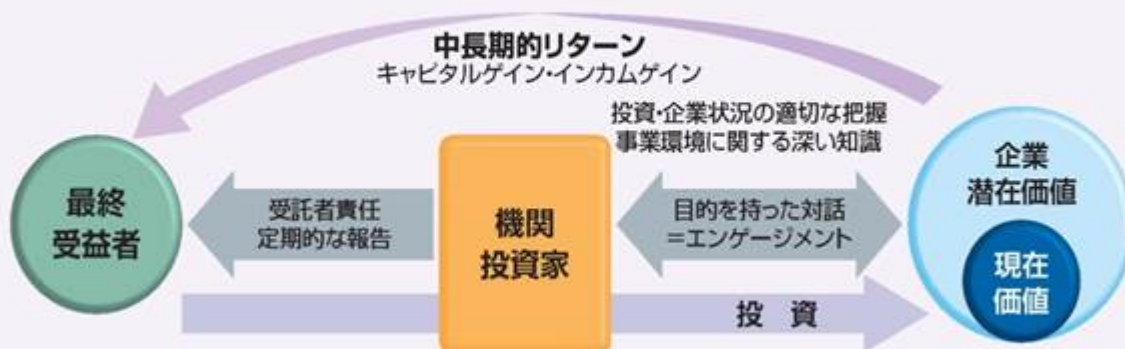 中長期的リターン
キャピタルゲイン・インカムゲイン
投資・企業状況の適切な把握
事業環境に関する深い知識
最終
受益者
受託者責任
定期的な報告
機関
投資家
目的を持った対話
=エンゲージメント
企業
潜在価値
現在
価値
投 資